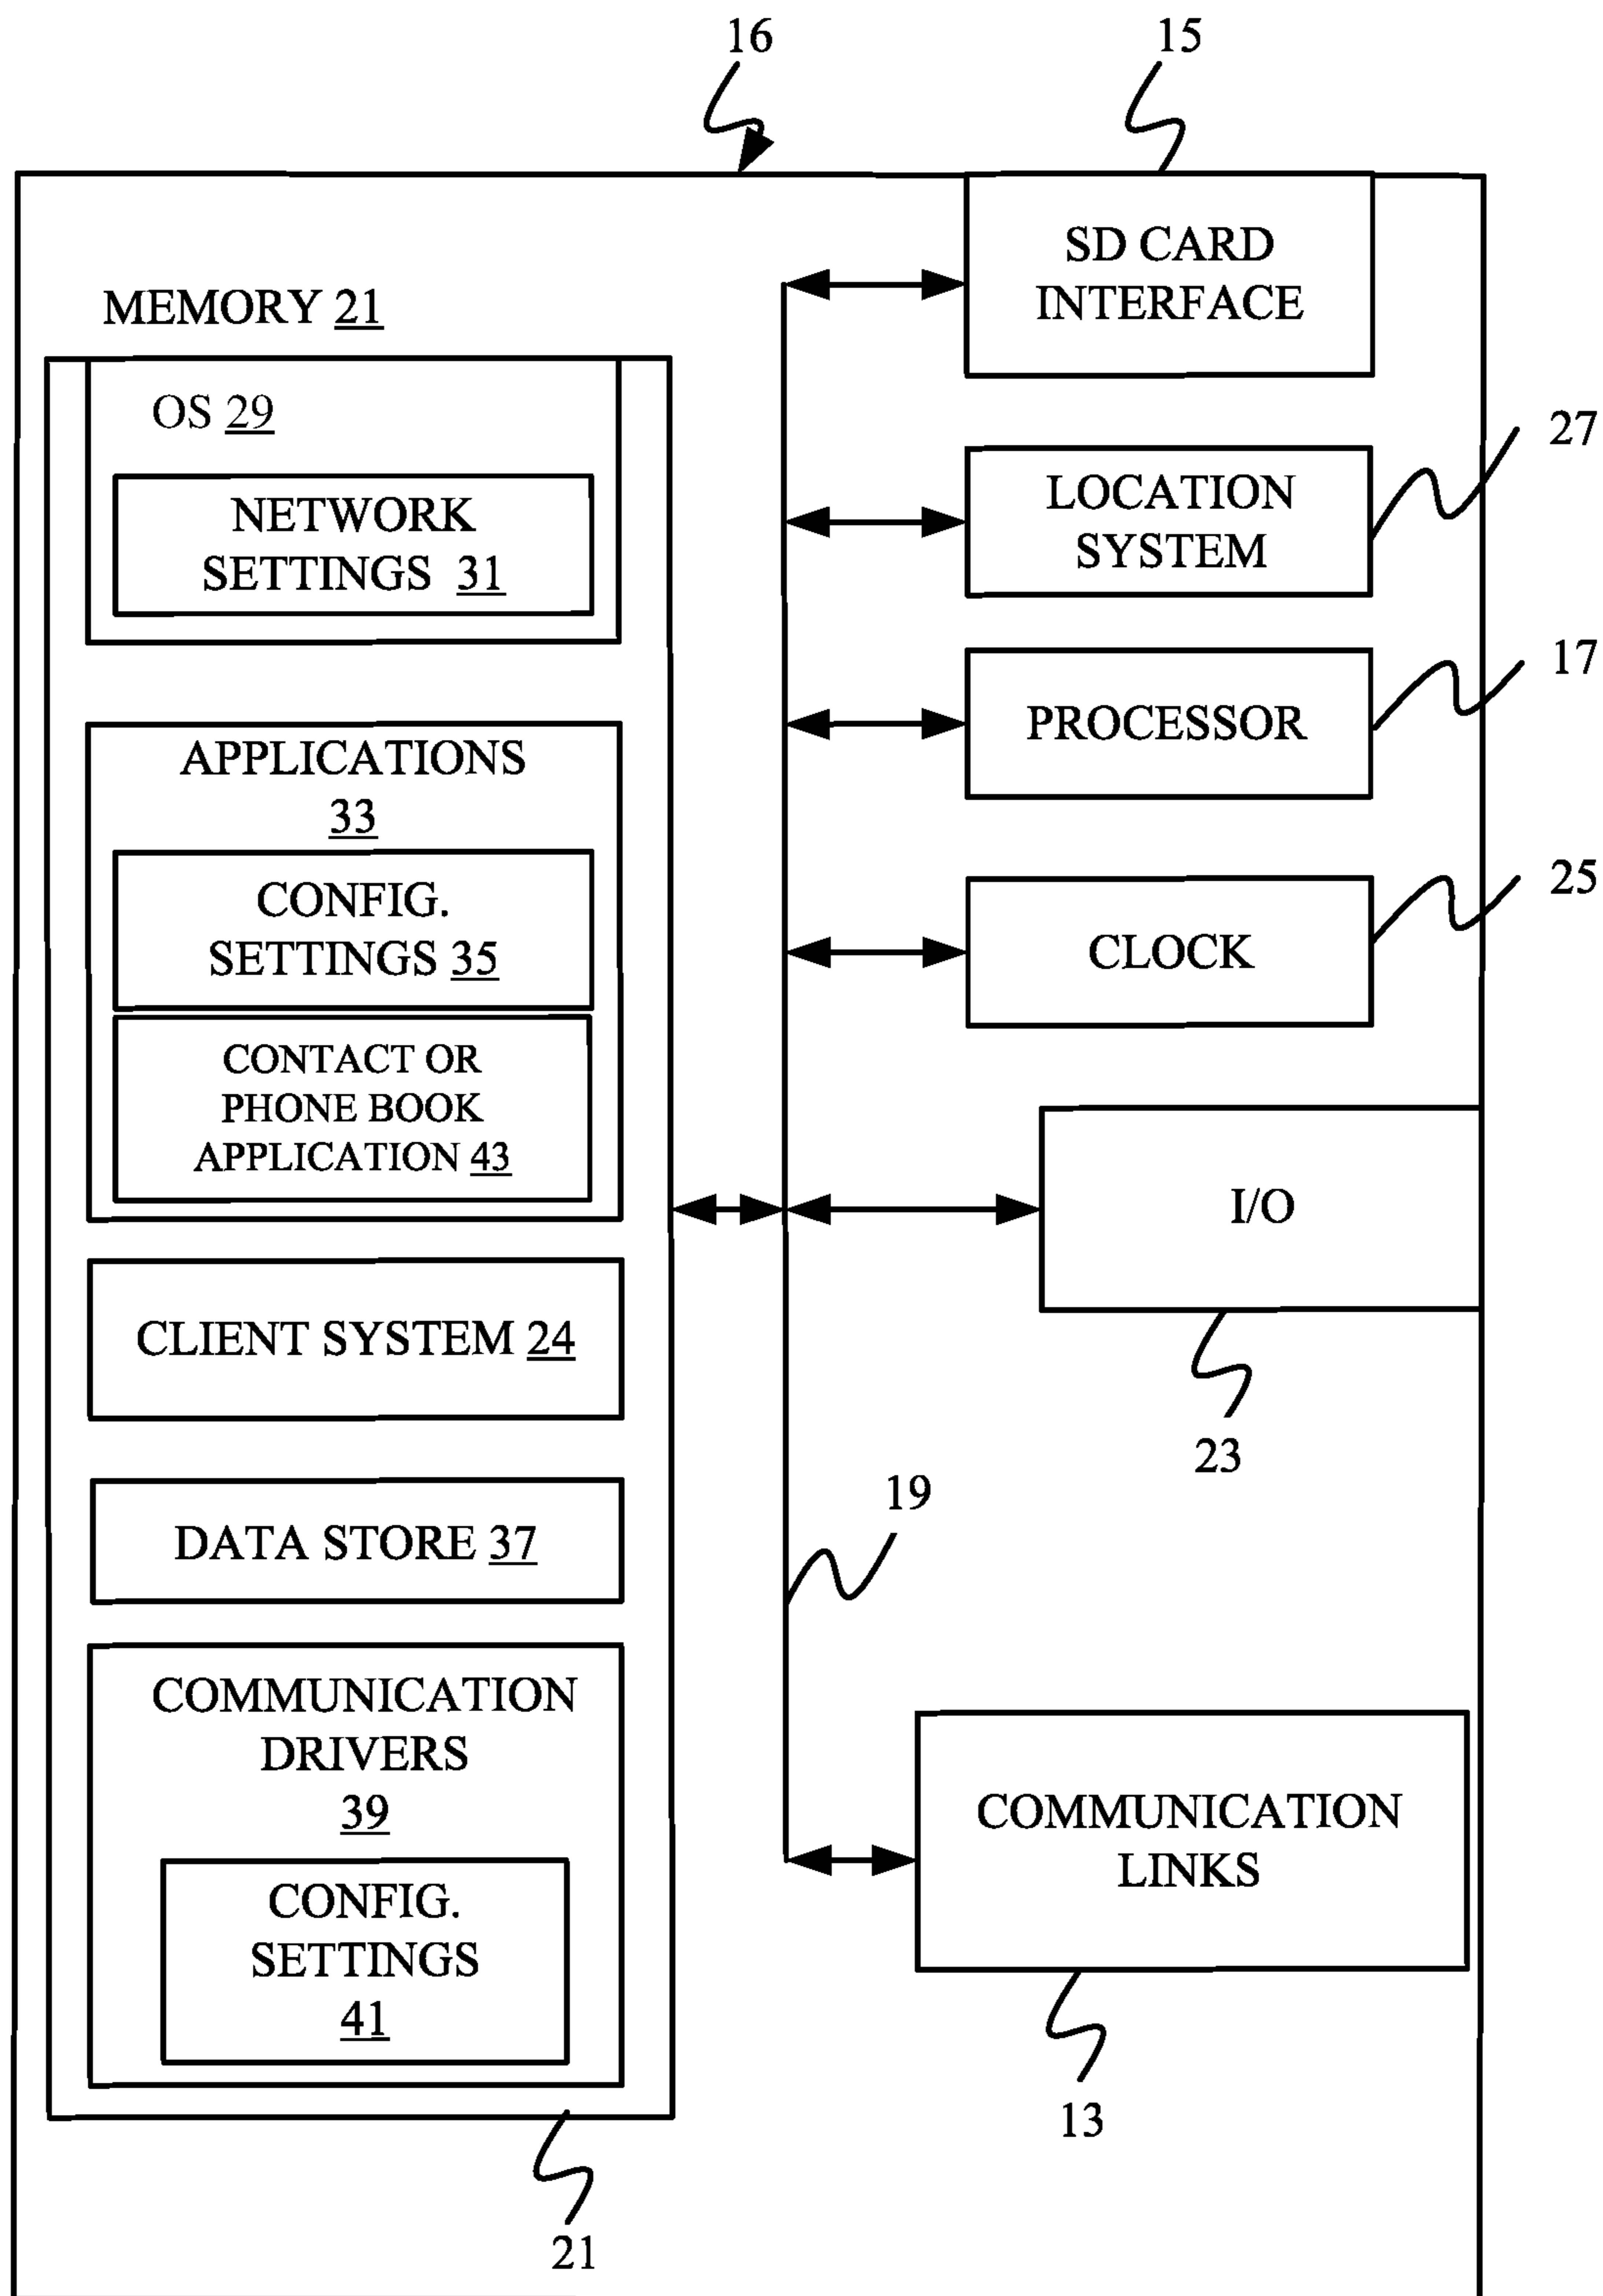 16
15
SD CARD
INTERFACE
MEMORY 21
OS 29
NETWORK
SETTINGS 31
27
LOCATION
SYSTEM
17
PROCESSOR
APPLICATIONS
33
CONFIG.
SETTINGS 35
25
CLOCK
CONTACT OR
PHONE BOOK
APPLICATION 43
I/O
CLIENT SYSTEM 24
23
19
DATA STORE 37
COMMUNICATION
DRIVERS
39
CONFIG.
SETTINGS
41
COMMUNICATION
LINKS
13
21